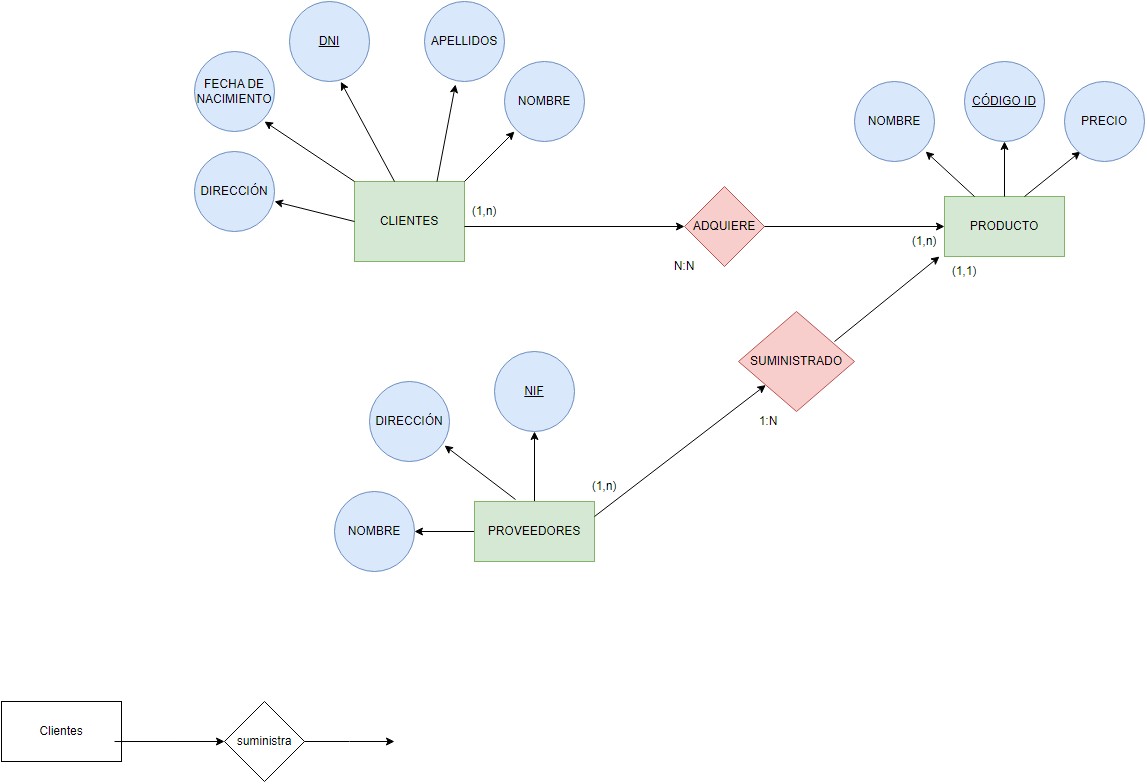 DNI
APELLIDOS
FECHA DE
NACIMIENTO
NOMBRE
DIRECCIÓN
CLIENTES
(1,n)
ADQUIERE
N:N
NOMBRE
CÓDIGO ID
PRECIO
PRODUCTO
(1,n)
(1,1)
SUMINISTRADO
1:N
NIF
DIRECCIÓN
(1,n)
NOMBRE
PROVEEDORES
Clientes
suministra